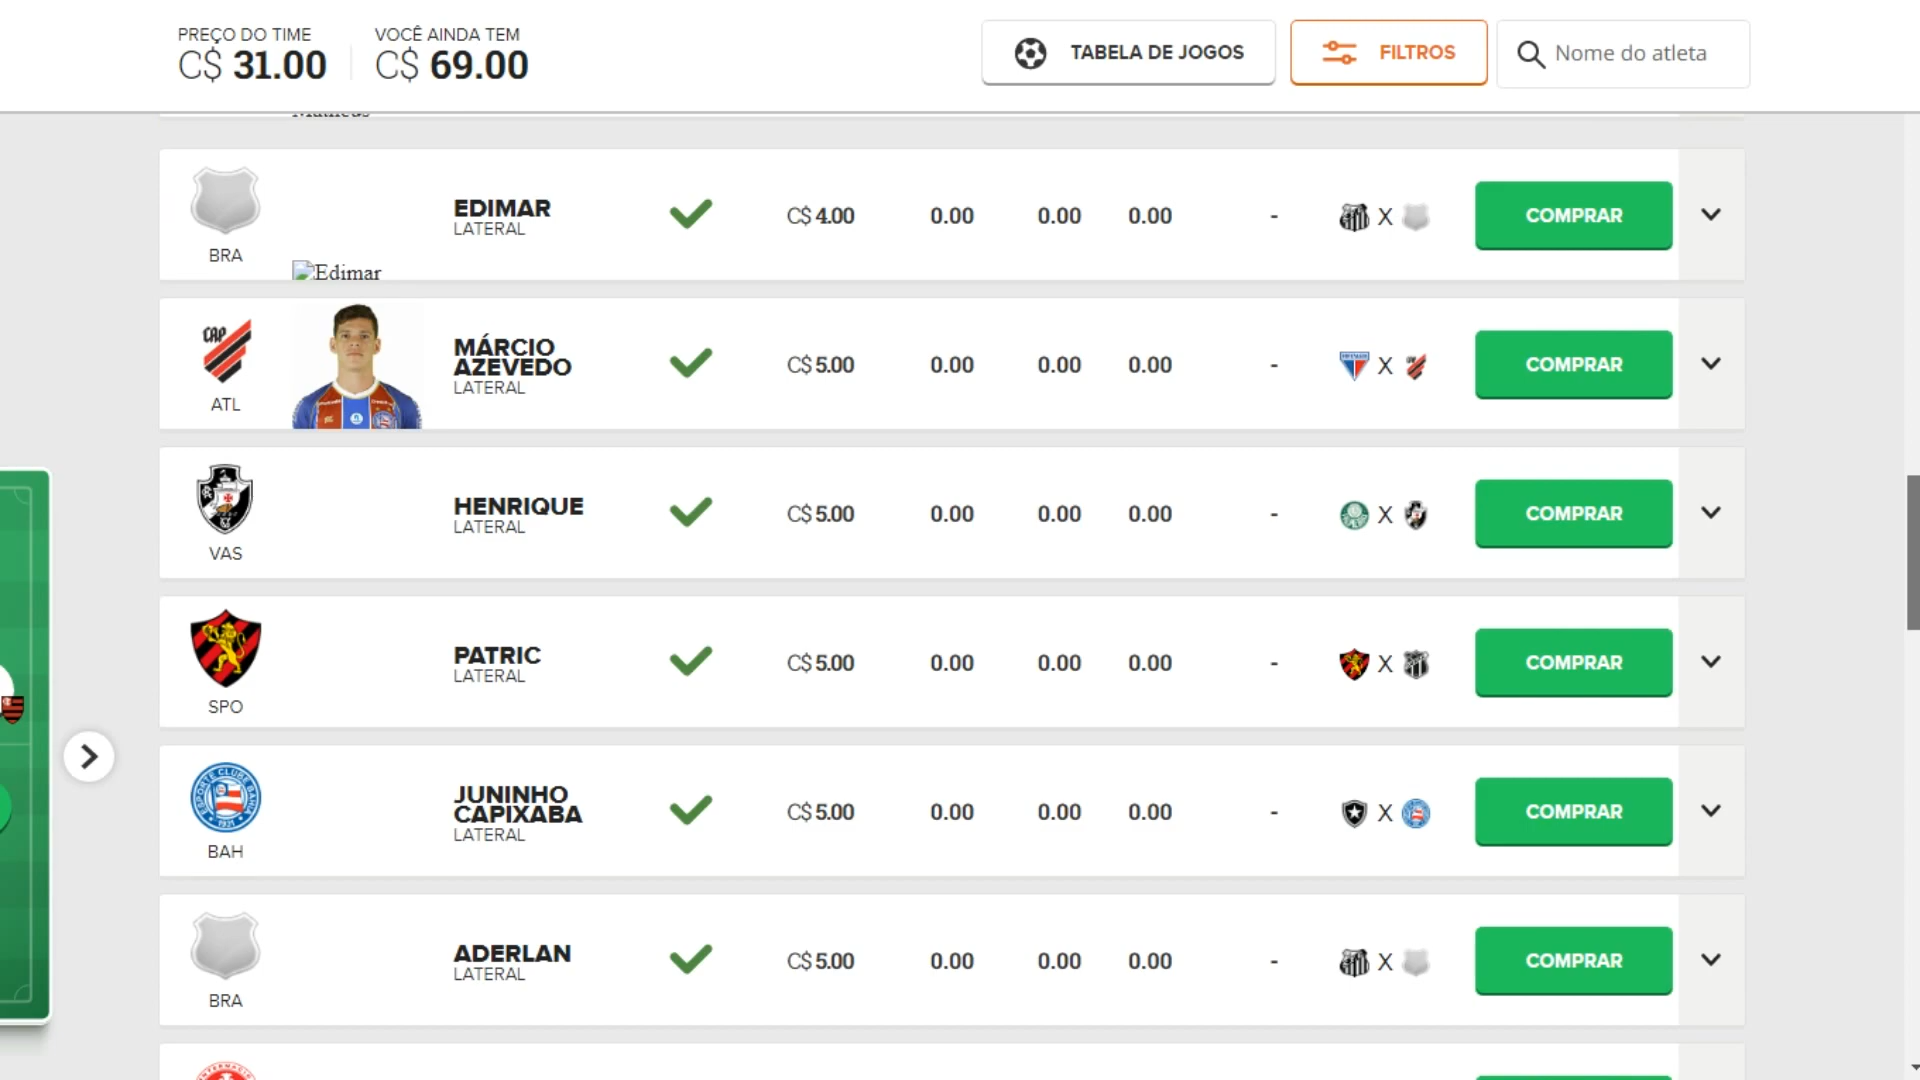 PREÇO DO TIME
C$ 31.00
VOCÊ AINDA TEM
C$ 69.00
TABELA DE JOGOS
FILTROS
Nome do atleta
BRA
Edimar
EDIMAR
LATERAL
C$ 4.00
0.00
0.00
0.00
-
X
COMPRAR
CAP
ATL
MÁRCIO
AZEVEDO
LATERAL
C$ 5.00
0.00
0.00
0.00
-
X
COMPRAR
VAS
HENRIQUE
LATERAL
C$ 5.00
0.00
0.00
0.00
-
X
COMPRAR
SPO
PATRIC
LATERAL
C$ 5.00
0.00
0.00
0.00
-
X
COMPRAR
ESPORTE CLUBE BAHIA
1931
BAH
JUNINHO
CAPIXABA
LATERAL
C$ 5.00
0.00
0.00
0.00
-
X
COMPRAR
BRA
ADERLAN
LATERAL
C$ 5.00
0.00
0.00
0.00
-
X
COMPRAR